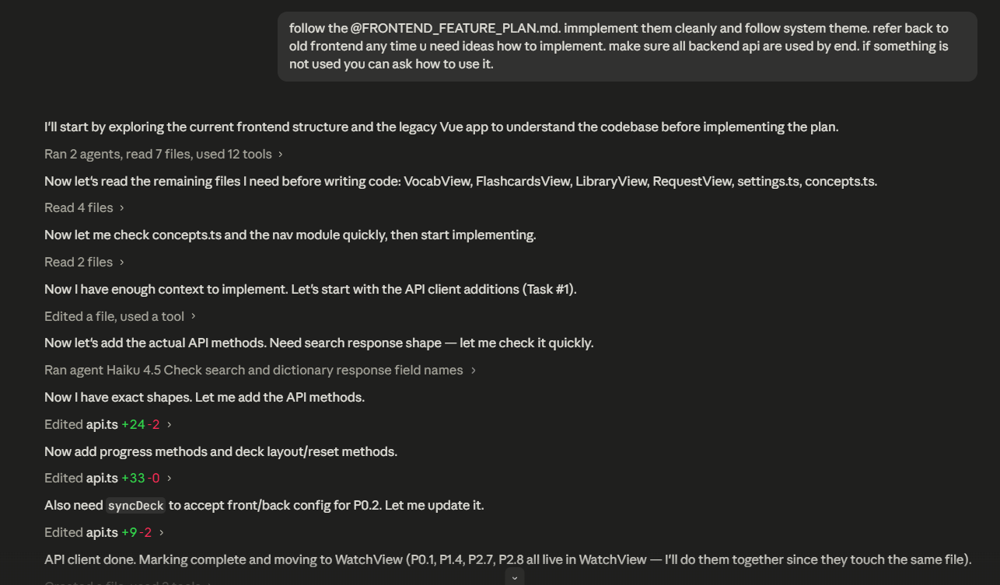 follow the @FRONTEND_FEATURE_PLAN.md. immplement them cleanly and follow system theme. refer back to
old frontend any time u need ideas how to implement. make sure all backend api are used by end. if something is
not used you can ask how to use it.
I'll start by exploring the current frontend structure and the legacy Vue app to understand the codebase before implementing the plan.
Ran 2 agents, read 7 files, used 12 tools ›
Now let's read the remaining files I need before writing code: VocabView, FlashcardsView, LibraryView, RequestView, settings.ts, concepts.ts.
Read 4 files ›
Now let me check concepts.ts and the nav module quickly, then start implementing.
Read 2 files ›
Now I have enough context to implement. Let's start with the API client additions (Task #1).
Edited a file, used a tool ›
Now let's add the actual API methods. Need search response shape — let me check it quickly.
Ran agent Haiku 4.5 Check search and dictionary response field names ›
Now I have exact shapes. Let me add the API methods.
Edited api.ts +24 -2 ›
Now add progress methods and deck layout/reset methods.
Edited api.ts +33 -0 ›
Also need syncDeck to accept front/back config for P0.2. Let me update it.
Edited api.ts +9 -2 ›
API client done. Marking complete and moving to WatchView (P0.1, P1.4, P2.7, P2.8 all live in WatchView — I'll do them together since they touch the same file).